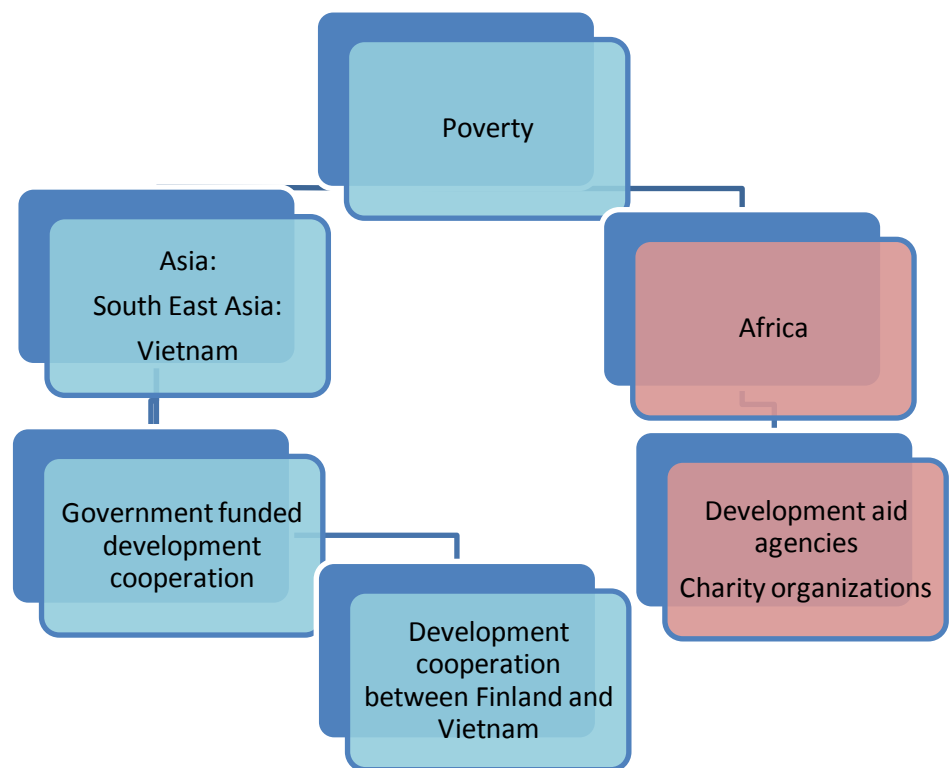 Poverty
Asia:
South East Asia:
Vietnam
Africa
Government funded
development
cooperation
Development aid
agencies
Charity organizations
Development
cooperation
between Finland and
Vietnam